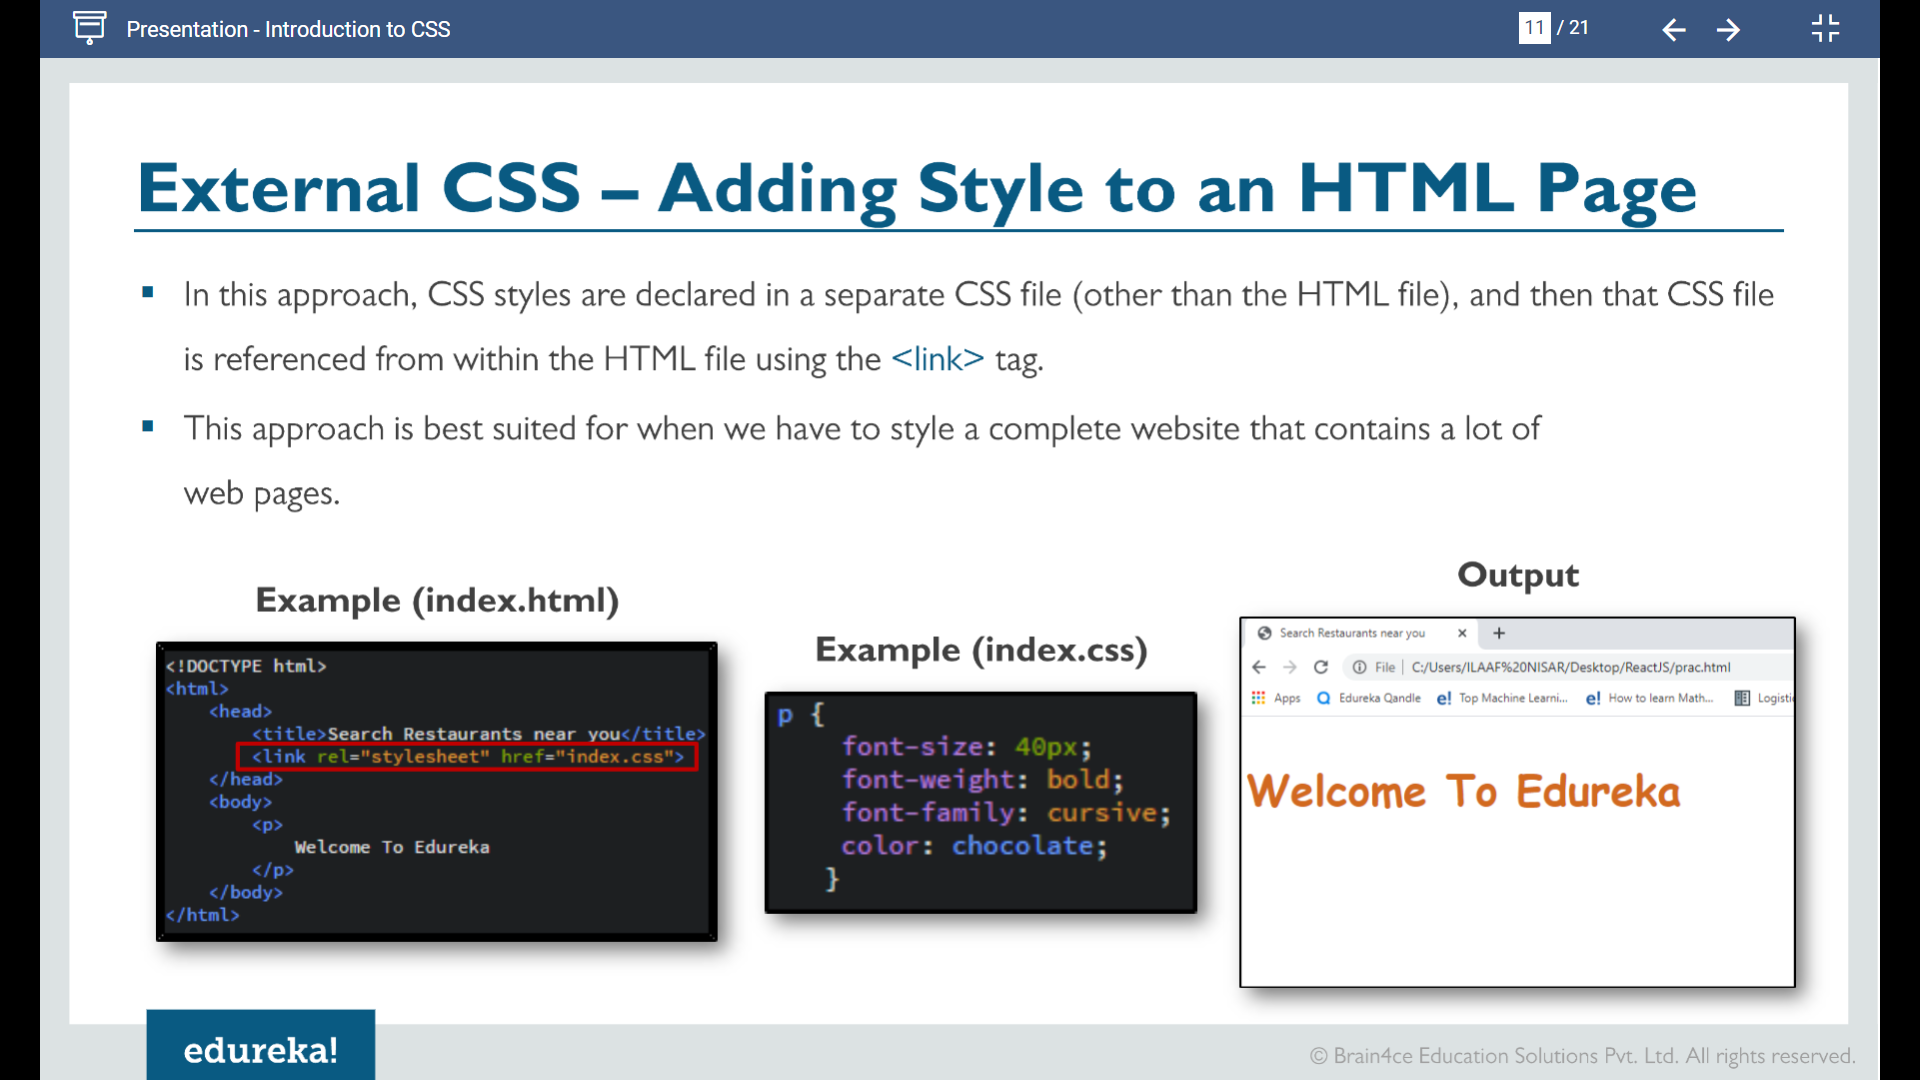 Presentation - Introduction to CSS
11 / 21
External CSS – Adding Style to an HTML Page
▪ In this approach, CSS styles are declared in a separate CSS file (other than the HTML file), and then that CSS file
is referenced from within the HTML file using the <link> tag.
▪ This approach is best suited for when we have to style a complete website that contains a lot of
web pages.
Example (index.html)
<!DOCTYPE html>
<html>
<head>
<title>Search Restaurants near you</title>
<link rel="stylesheet" href="index.css">
</head>
<body>
<p>
Welcome To Edureka
</p>
</body>
</html>
Example (index.css)
p {
font-size: 40px;
font-weight: bold;
font-family: cursive;
color: chocolate;
}
Output
Search Restaurants near you
File | C:/Users/ILAAF%20NISAR/Desktop/ReactJS/prac.html
Apps Edureka Qandle e! Top Machine Learni... e! How to learn Math... Logisti
Welcome To Edureka
edureka!
© Brain4ce Education Solutions Pvt. Ltd. All rights reserved.